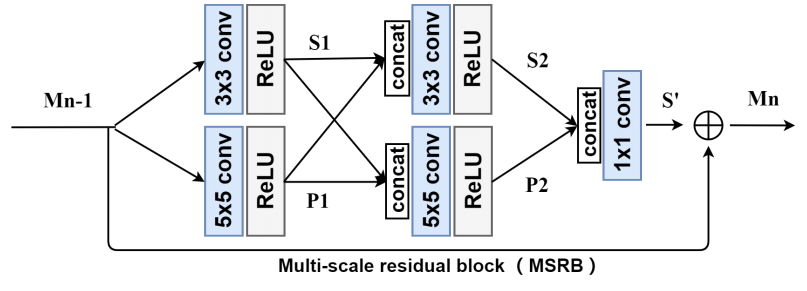 Mn-1
3x3 conv
ReLU
S1
concat
3x3 conv
ReLU
S2
5x5 conv
ReLU
P1
concat
5x5 conv
ReLU
P2
concat
1x1 conv
S'
Mn
Multi-scale residual block（MSRB）